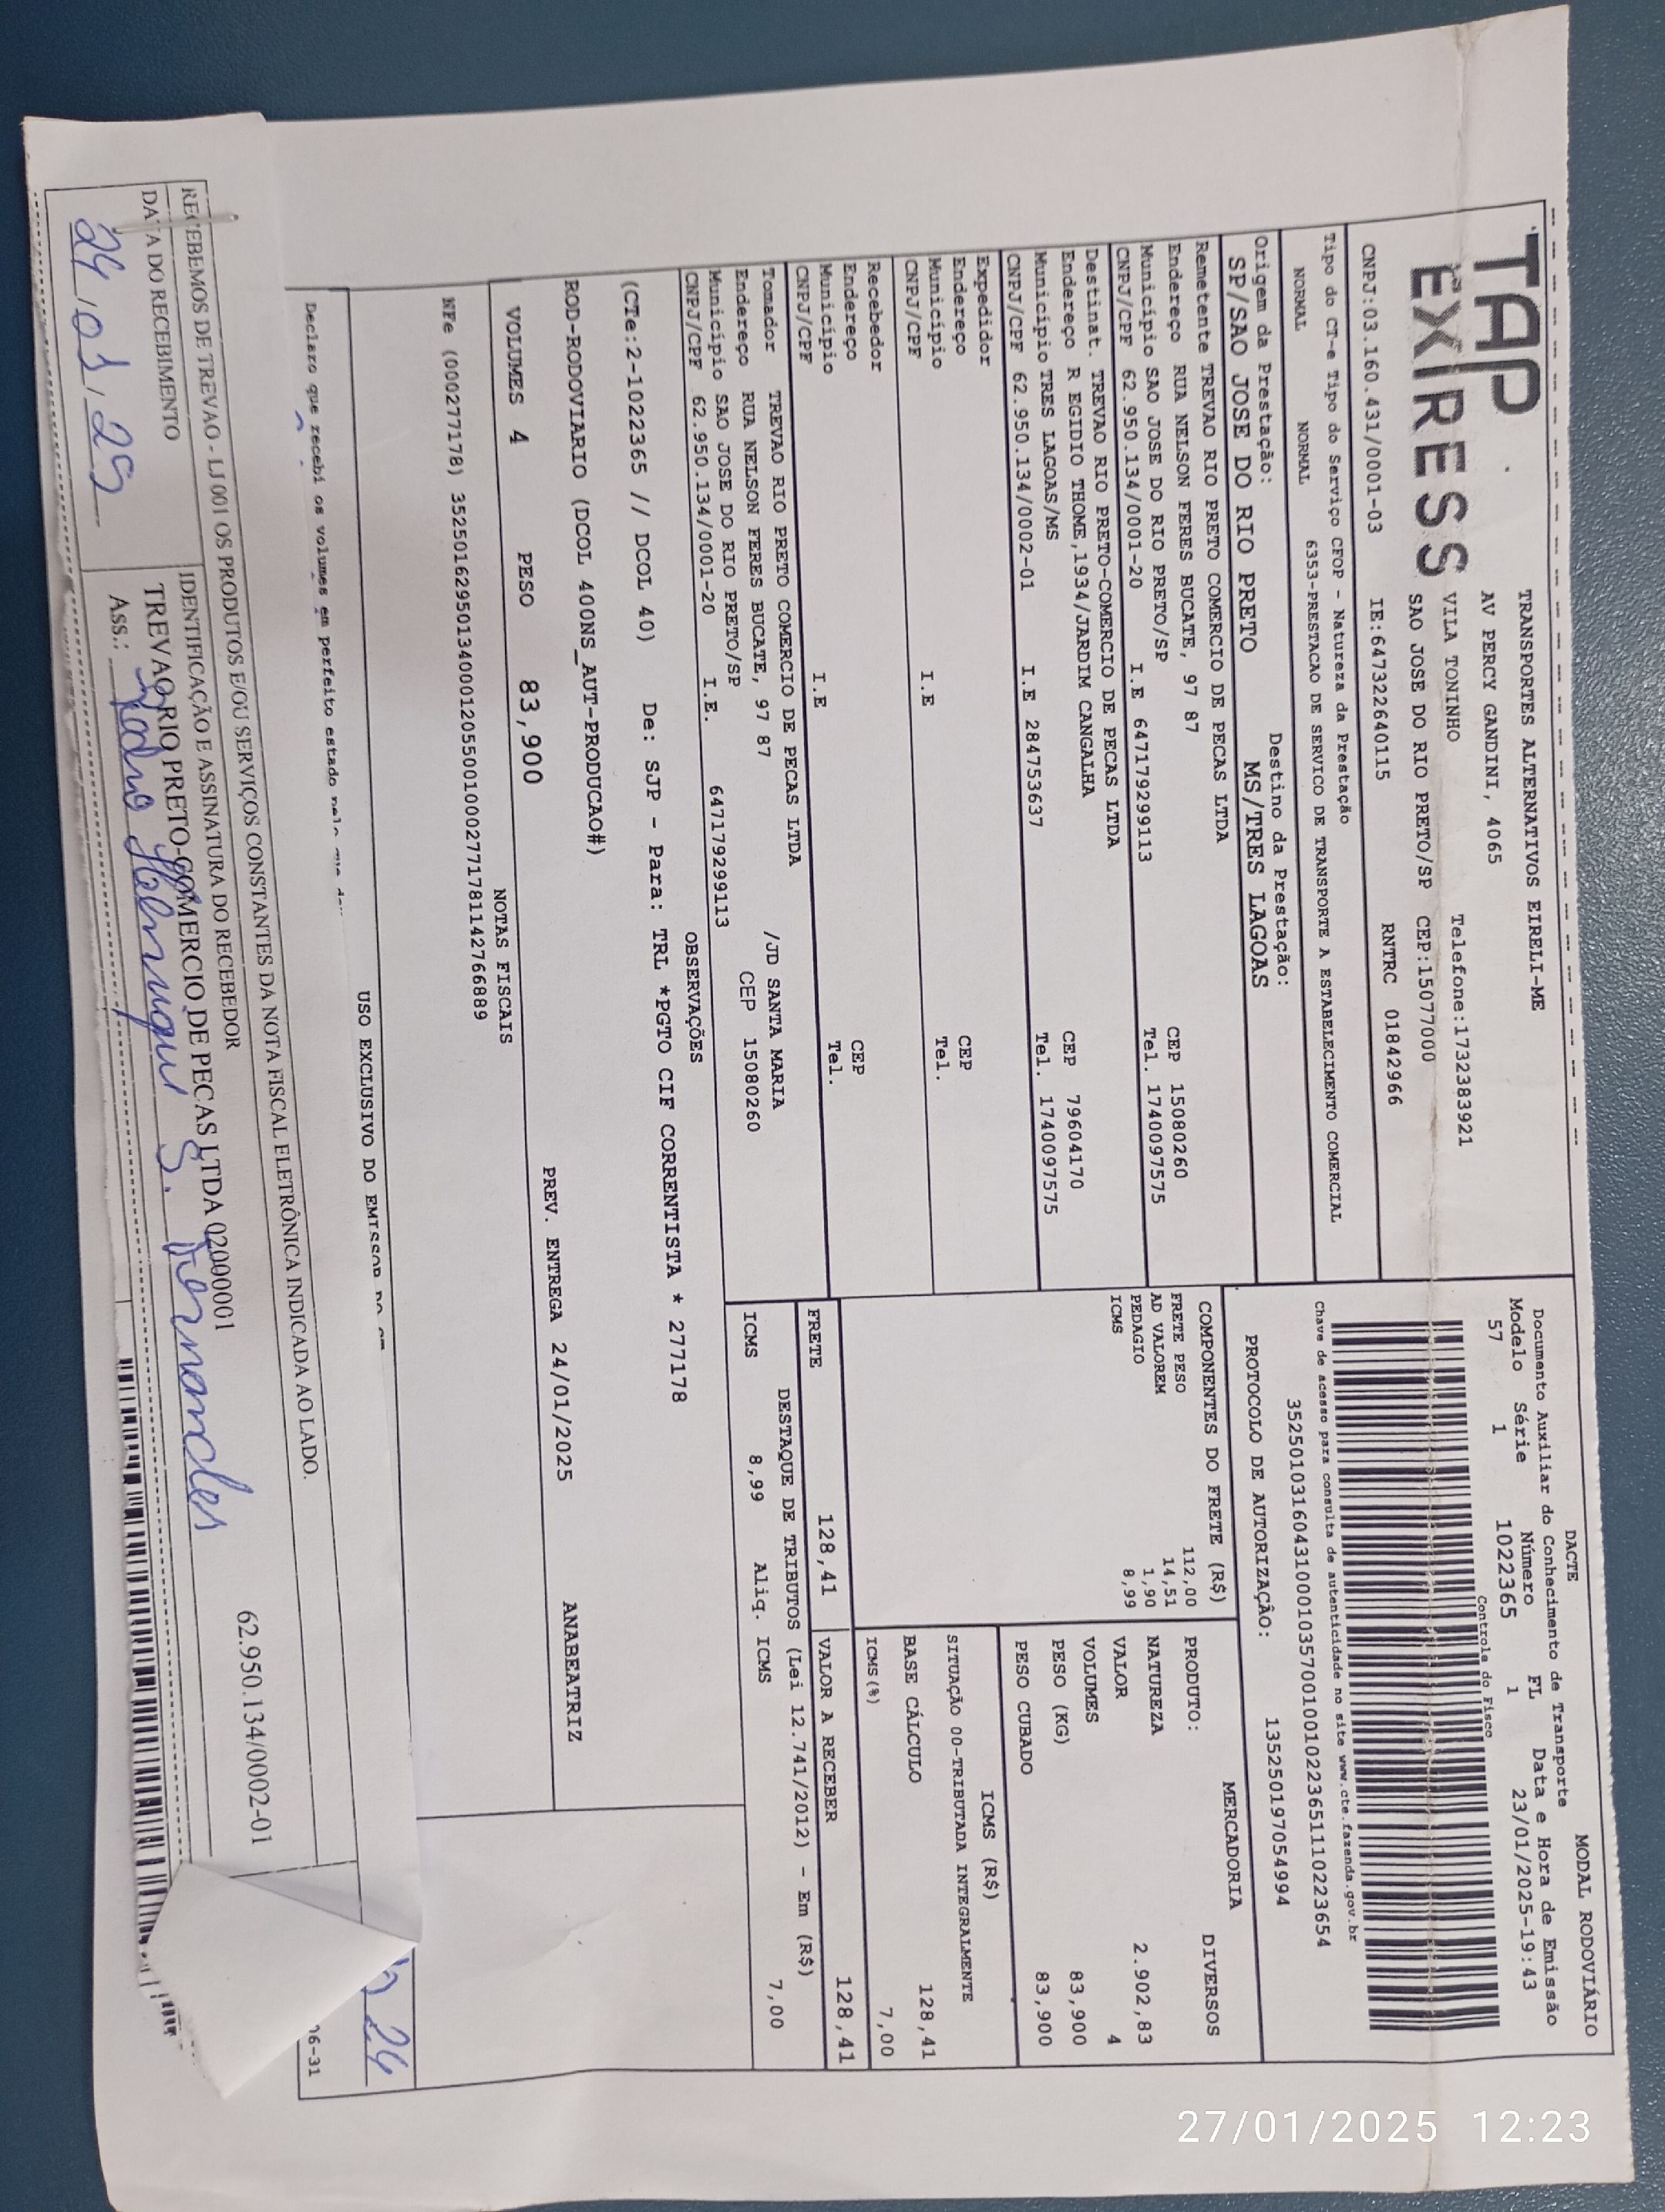 TAP EXPRESS
TRANSPORTES ALTERNATIVOS EIRELI-ME
AV PERCY GANDINI, 4065
VILA TONINHO Telefone:1732383921
SAO JOSE DO RIO PRETO/SP CEP:15077000
CNPJ:03.160.431/0001-03 IE:647322640115 RNTRC 01842966
Tipo do CT-e Tipo do Serviço CFOP - Natureza da Prestação
NORMAL NORMAL 6353-PRESTACAO DE SERVICO DE TRANSPORTE A ESTABELECIMENTO COMERCIAL
Origem da Prestação: Destino da Prestação:
SP/SAO JOSE DO RIO PRETO MS/TRES LAGOAS
Remetente TREVAO RIO PRETO COMERCIO DE PECAS LTDA
Endereço RUA NELSON FERES BUCATE, 97 87 CEP 15080260
Município SAO JOSE DO RIO PRETO/SP Tel. 1740097575
CNPJ/CPF 62.950.134/0001-20 I.E 647179299113
Destinat. TREVAO RIO PRETO-COMERCIO DE PECAS LTDA
Endereço R EGIDIO THOME,1934/JARDIM CANGALHA CEP 79604170
Município TRES LAGOAS/MS Tel. 1740097575
CNPJ/CPF 62.950.134/0002-01 I.E 284753637
Expedidor
Endereço CEP
Município Tel.
CNPJ/CPF I.E
Recebedor
Endereço CEP
Município Tel.
CNPJ/CPF I.E
Tomador TREVAO RIO PRETO COMERCIO DE PECAS LTDA
Endereço RUA NELSON FERES BUCATE, 97 87 /JD SANTA MARIA
Município SAO JOSE DO RIO PRETO/SP CEP 15080260
CNPJ/CPF 62.950.134/0001-20 I.E. 647179299113
MODAL RODOVIÁRIO
DACTE
Documento Auxiliar do Conhecimento de Transporte
Modelo Série Número FL Data e Hora de Emissão
57 1 1022365 1 23/01/2025-19:43
Controle do Fisco
Chave de acesso para consulta de autenticidade no site www.cte.fazenda.gov.br
35250103160431000103570010010223651110223654
PROTOCOLO DE AUTORIZAÇÃO: 135250197054994
COMPONENTES DO FRETE (R$)
FRETE PESO 112,00
AD VALOREM 14,51
PEDAGIO 1,90
ICMS 8,99
MERCADORIA
PRODUTO: DIVERSOS
NATUREZA
VALOR 2.902,83
VOLUMES 4
PESO (KG) 83,900
PESO CUBADO 83,900
ICMS (R$)
SITUAÇÃO 00-TRIBUTADA INTEGRALMENTE
BASE CÁLCULO 128,41
ICMS(%) 7,00
FRETE 128,41 VALOR A RECEBER 128,41
DESTAQUE DE TRIBUTOS (Lei 12.741/2012) - Em (R$)
ICMS 8,99 Aliq. ICMS 7,00
OBSERVAÇÕES
(CTe:2-1022365 // DCOL 40) De: SJP - Para: TRL *PGTO CIF CORRENTISTA * 277178
ROD-RODOVIARIO (DCOL 400NS_AUT-PRODUCAO#)
VOLUMES 4 PESO 83,900 PREV. ENTREGA 24/01/2025 ANABEATRIZ
NOTAS FISCAIS
NFe (000277178) 35250162950134000120550010002771781142766889
USO EXCLUSIVO DO EMISSOR DO
Declaro que recebi os volumes em perfeito estado pelo que
24
06-31
RECEBEMOS DE TREVAO - LJ 001 OS PRODUTOS E/OU SERVIÇOS CONSTANTES DA NOTA FISCAL ELETRÔNICA INDICADA AO LADO.
DATA DO RECEBIMENTO IDENTIFICAÇÃO E ASSINATURA DO RECEBEDOR
TREVAO RIO PRETO-COMERCIO DE PECAS LTDA 0200001 62.950.134/0002-01
24/01/25 Ass.: Pedro Henrique S. Fernandes
27/01/2025 12:23